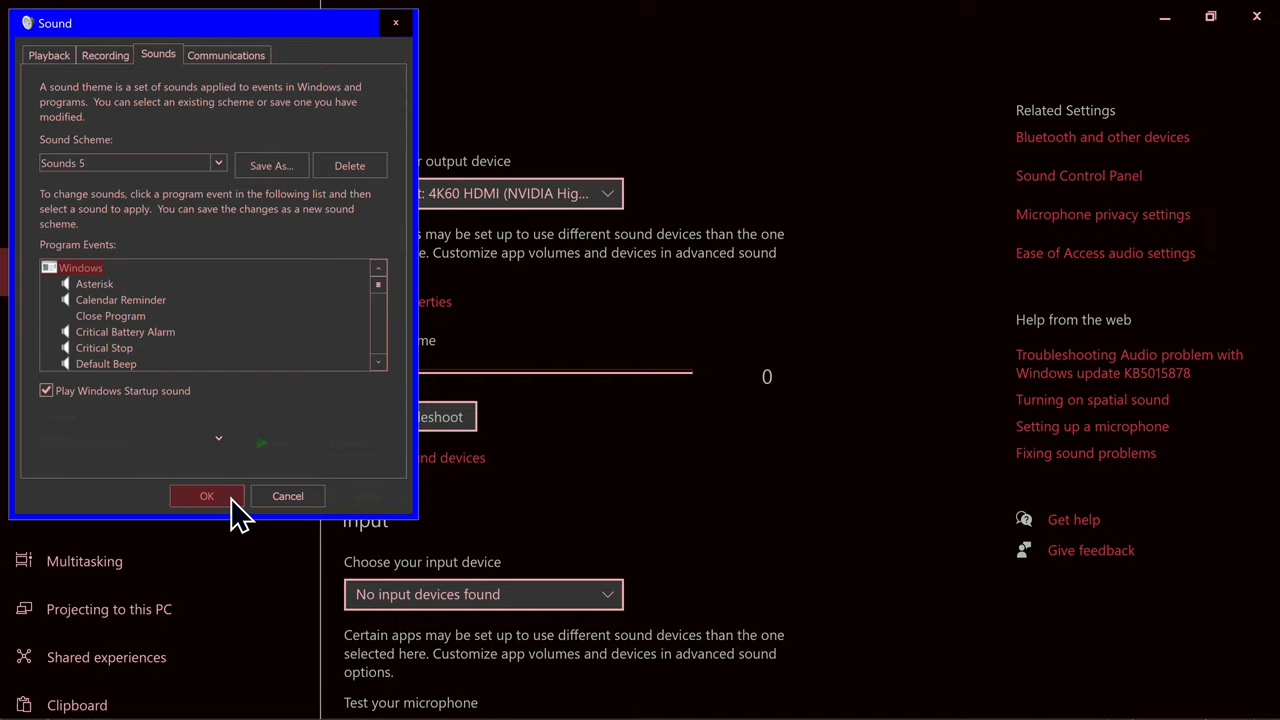 Sound
Playback
Recording
Sounds
Communications
A sound theme is a set of sounds applied to events in Windows and
programs. You can select an existing scheme or save one you have
modified.
Sound Scheme:
Sounds 5
Save As...
Delete
To change sounds, click a program event in the following list and then
select a sound to apply. You can save the changes as a new sound
scheme.
Program Events:
Windows
Asterisk
Calendar Reminder
Close Program
Critical Battery Alarm
Critical Stop
Default Beep
Play Windows Startup sound
OK
Cancel
Multitasking
Projecting to this PC
Shared experiences
Clipboard
output device
4K60 HDMI (NVIDIA Hig...
may be set up to use different sound devices than the one
Customize app volumes and devices in advanced sound
0
devices
Input
Choose your input device
No input devices found
Certain apps may be set up to use different sound devices than the one
selected here. Customize app volumes and devices in advanced sound
options.
Test your microphone
Related Settings
Bluetooth and other devices
Sound Control Panel
Microphone privacy settings
Ease of Access audio settings
Help from the web
Troubleshooting Audio problem with
Windows update KB5015878
Turning on spatial sound
Setting up a microphone
Fixing sound problems
Get help
Give feedback